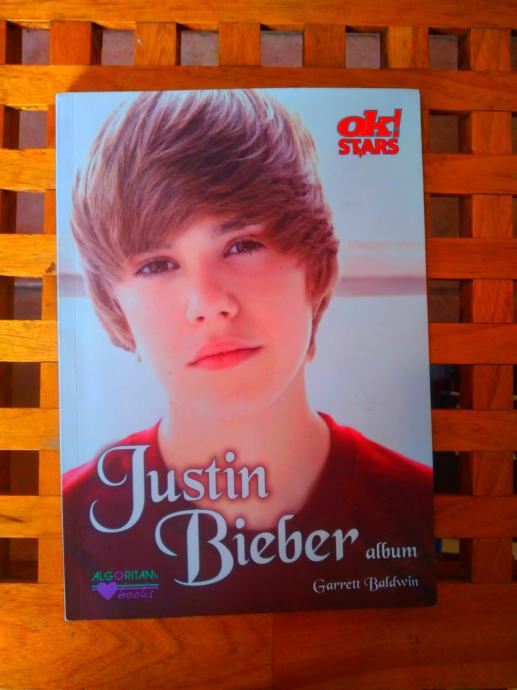 ok!
STARS
Justin
Bieber album
Garrett Baldwin
ALGORITAM
books